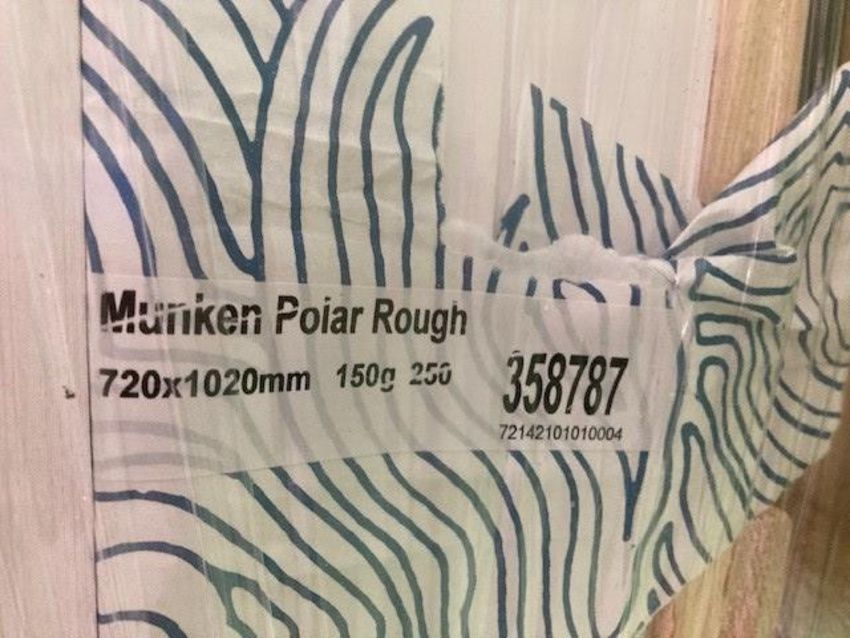 Munken Polar Rough
720x1020mm 150g 250
358787
72142101010004